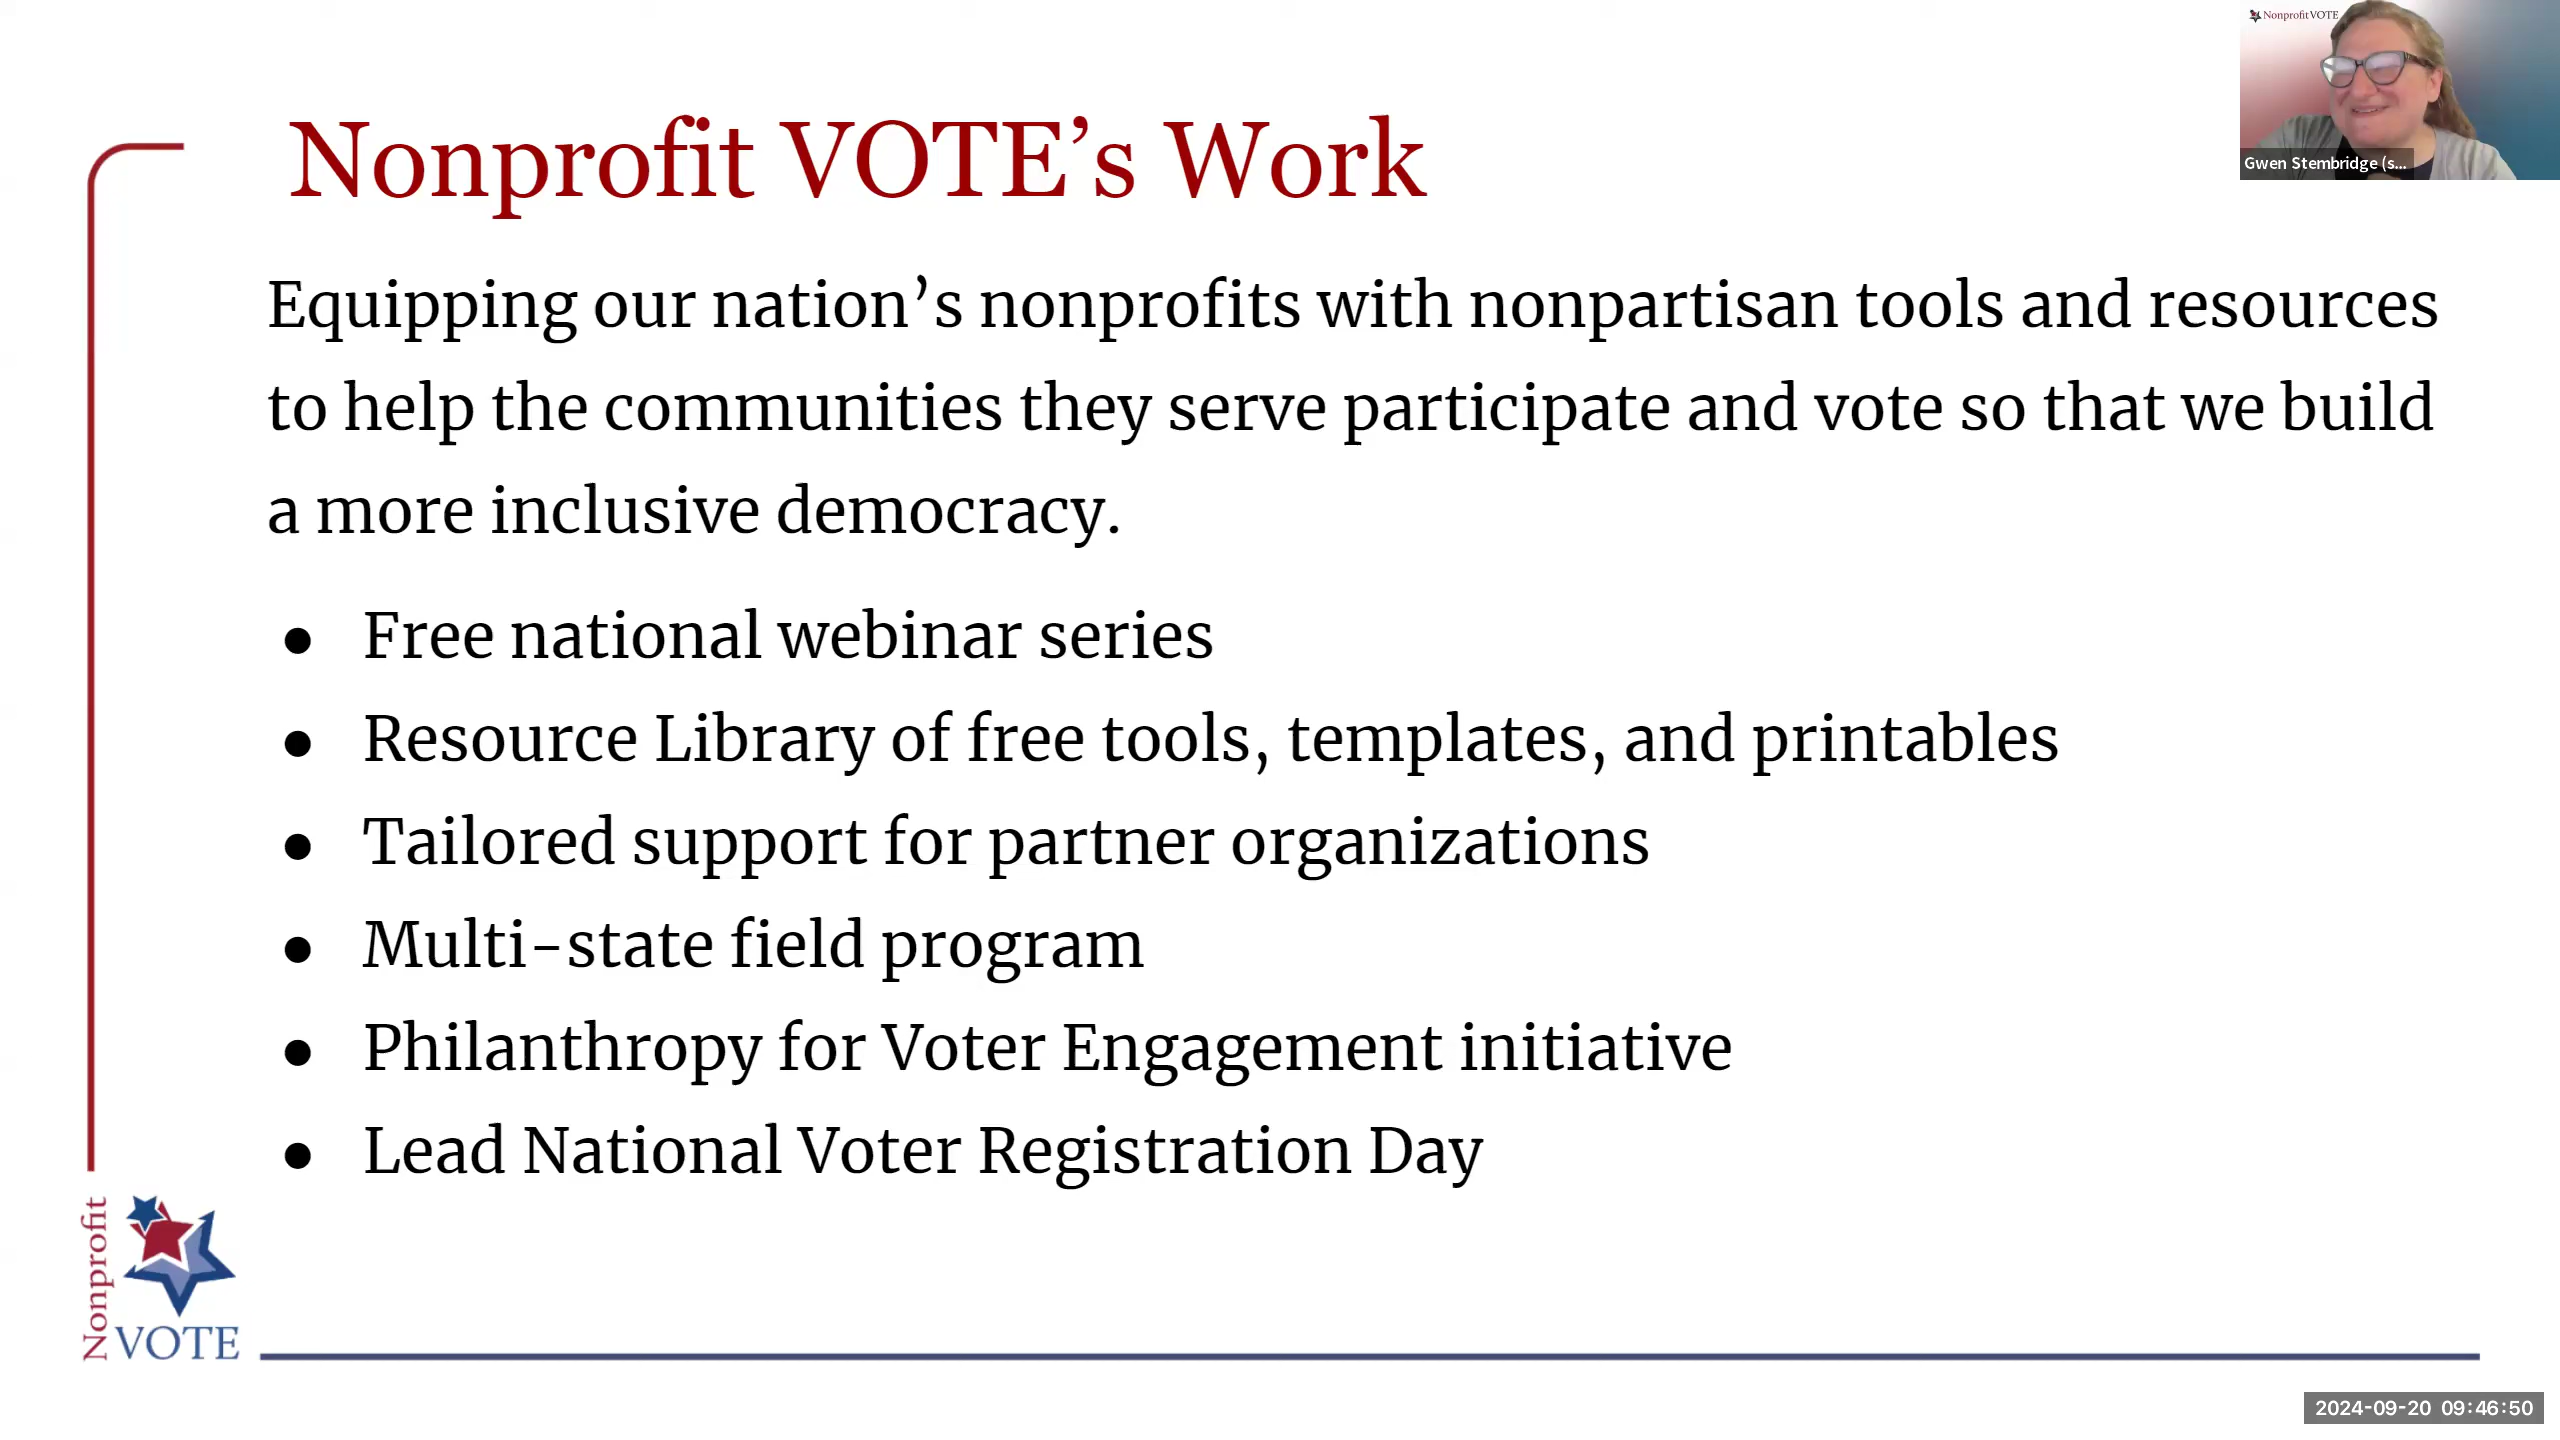 NonprofitVOTE
Gwen Stembridge (s...
Nonprofit VOTE’s Work
Equipping our nation’s nonprofits with nonpartisan tools and resources
to help the communities they serve participate and vote so that we build
a more inclusive democracy.
● Free national webinar series
● Resource Library of free tools, templates, and printables
● Tailored support for partner organizations
● Multi-state field program
● Philanthropy for Voter Engagement initiative
● Lead National Voter Registration Day
Nonprofit
VOTE
2024-09-20 09:46:50